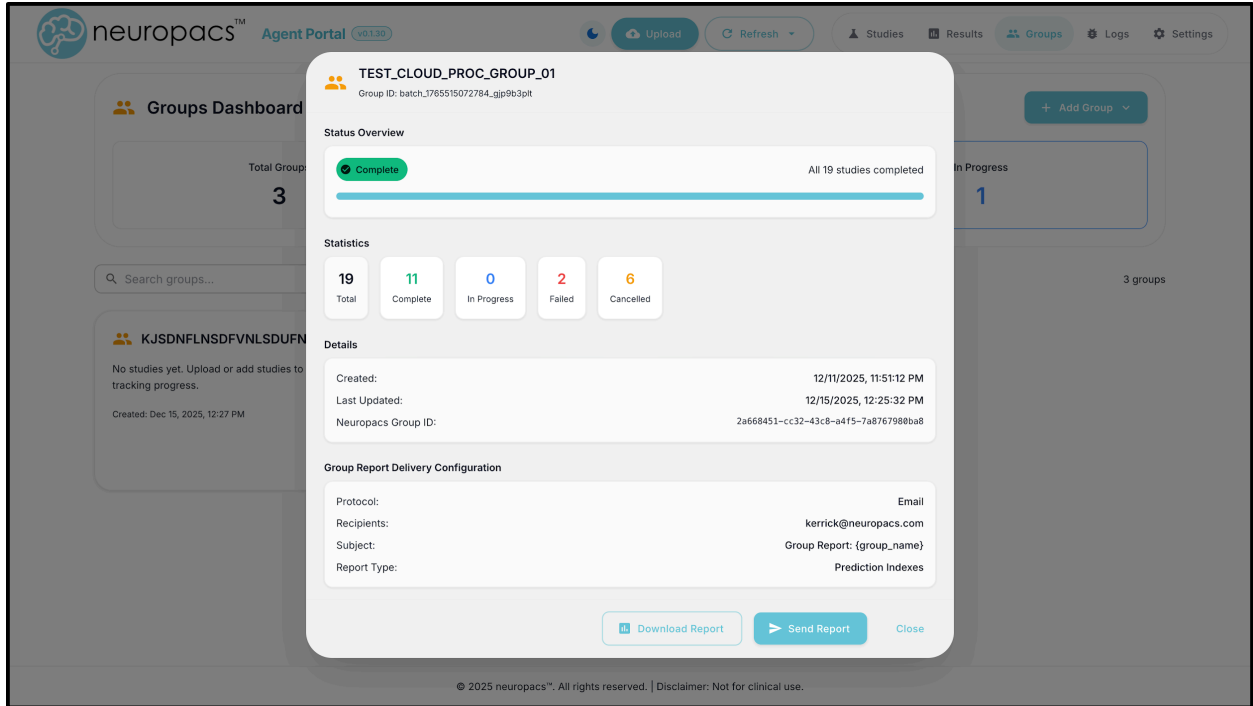 neuropacs™ Agent Portal v0.1.30 Upload Refresh Studies Results Groups Logs Settings
TEST_CLOUD_PROC_GROUP_01
Group ID: batch_1765515072784_gjp9b3plt
Groups Dashboard
Add Group
Status Overview
Total Groups
In Progress
3
1
Complete
All 19 studies completed
Statistics
Search groups...
3 groups
19 11 0 2 6
Total Complete In Progress Failed Cancelled
KJSDNFLNSDFVNLSDUFN
No studies yet. Upload or add studies to
tracking progress.
Created: Dec 15, 2025, 12:27 PM
Details
Created: 12/11/2025, 11:51:12 PM
Last Updated: 12/15/2025, 12:25:32 PM
Neuropacs Group ID: 2a668451-cc32-43c8-a4f5-7a8767980ba8
Group Report Delivery Configuration
Protocol: Email
Recipients: kerrick@neuropacs.com
Subject: Group Report: {group_name}
Report Type: Prediction Indexes
Download Report Send Report Close
© 2025 neuropacs™. All rights reserved. | Disclaimer: Not for clinical use.